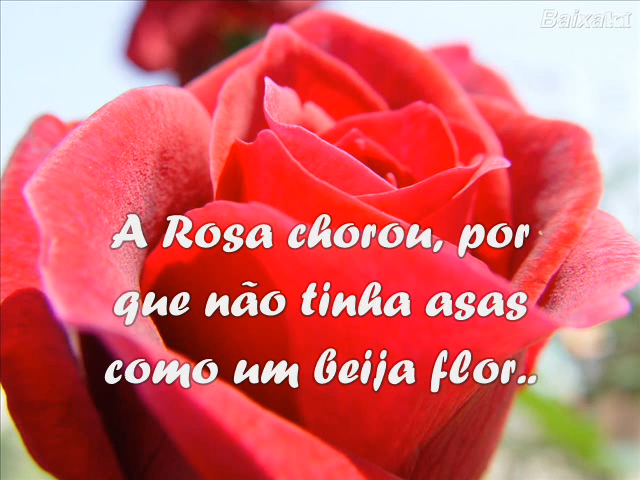 Baixaki
A Rosa chorou, por
que não tinha asas
como um beija flor..